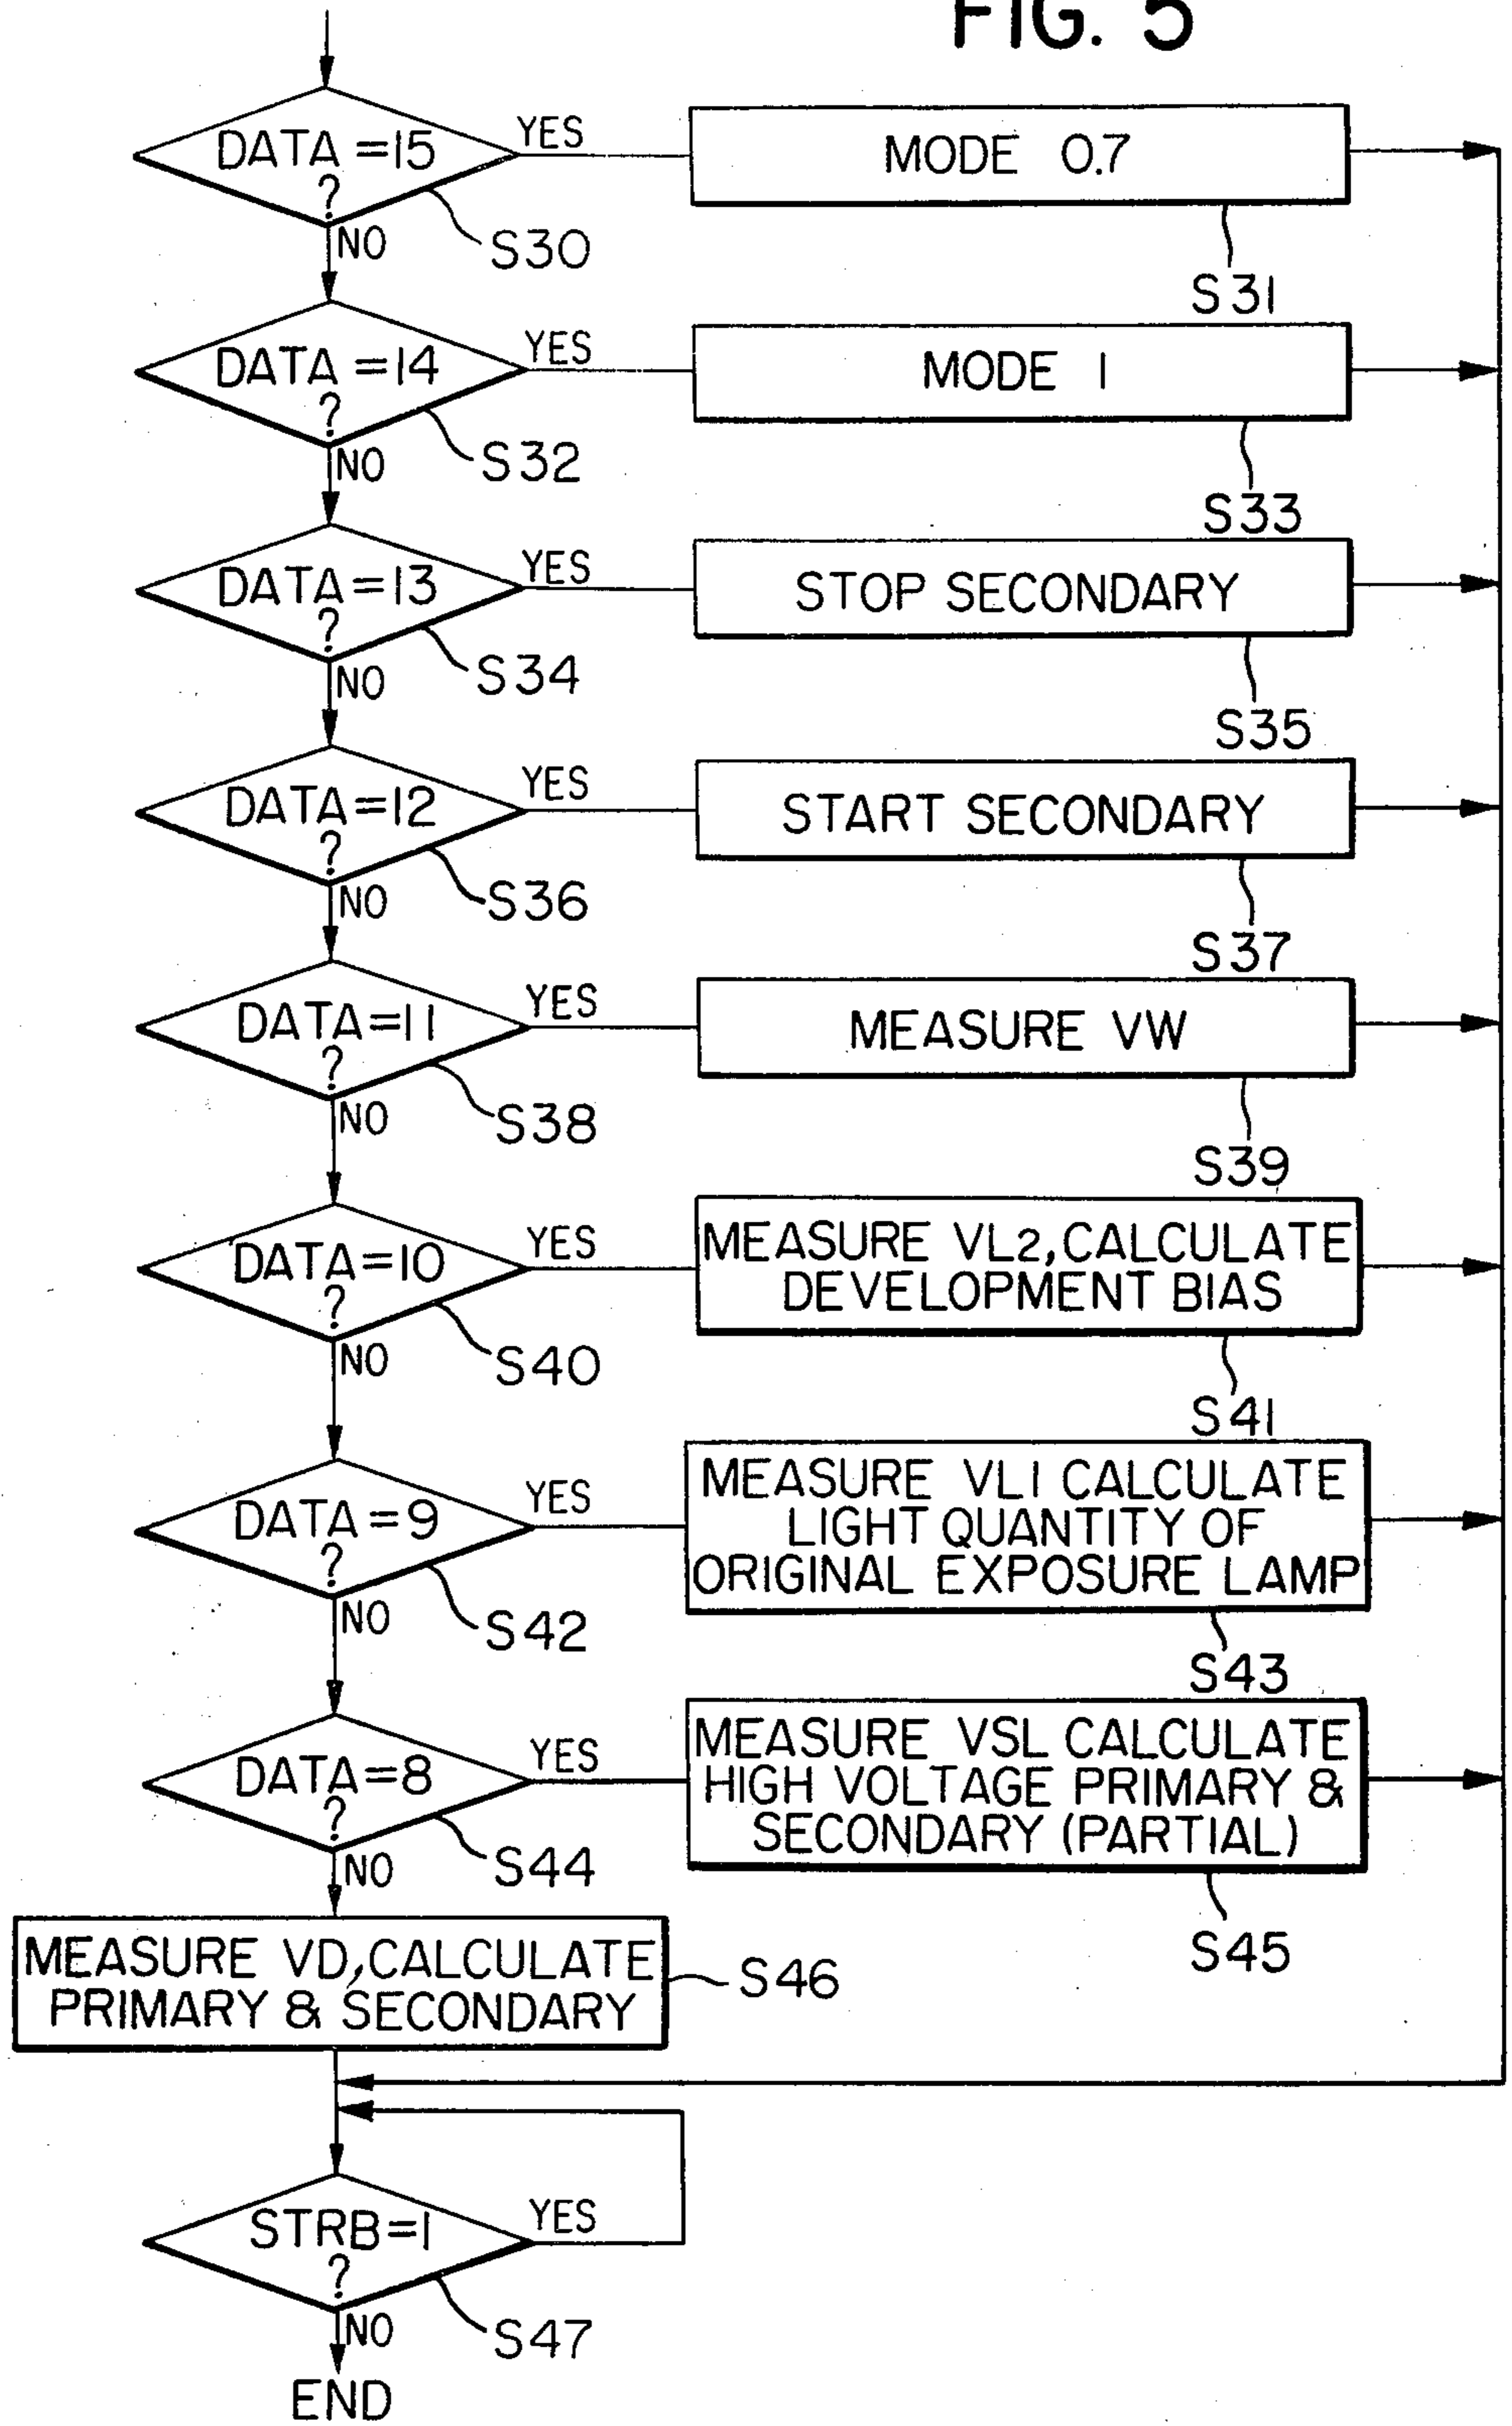 FIG. 5
DATA =15
?
YES
NO
S30
MODE 0.7
S31
DATA =14
?
YES
NO
S32
MODE 1
S33
DATA=13
?
YES
NO
S34
STOP SECONDARY
S35
DATA=12
?
YES
NO
S36
START SECONDARY
S37
DATA=11
?
YES
NO
S38
MEASURE VW
S39
DATA=10
?
YES
NO
S40
MEASURE VL2, CALCULATE
DEVELOPMENT BIAS
S41
DATA=9
?
YES
NO
S42
MEASURE VL1 CALCULATE
LIGHT QUANTITY OF
ORIGINAL EXPOSURE LAMP
S43
DATA=8
?
YES
NO
S44
MEASURE VSL CALCULATE
HIGH VOLTAGE PRIMARY &
SECONDARY (PARTIAL)
S45
MEASURE VD, CALCULATE
PRIMARY & SECONDARY
S46
STRB=1
?
YES
NO
S47
END